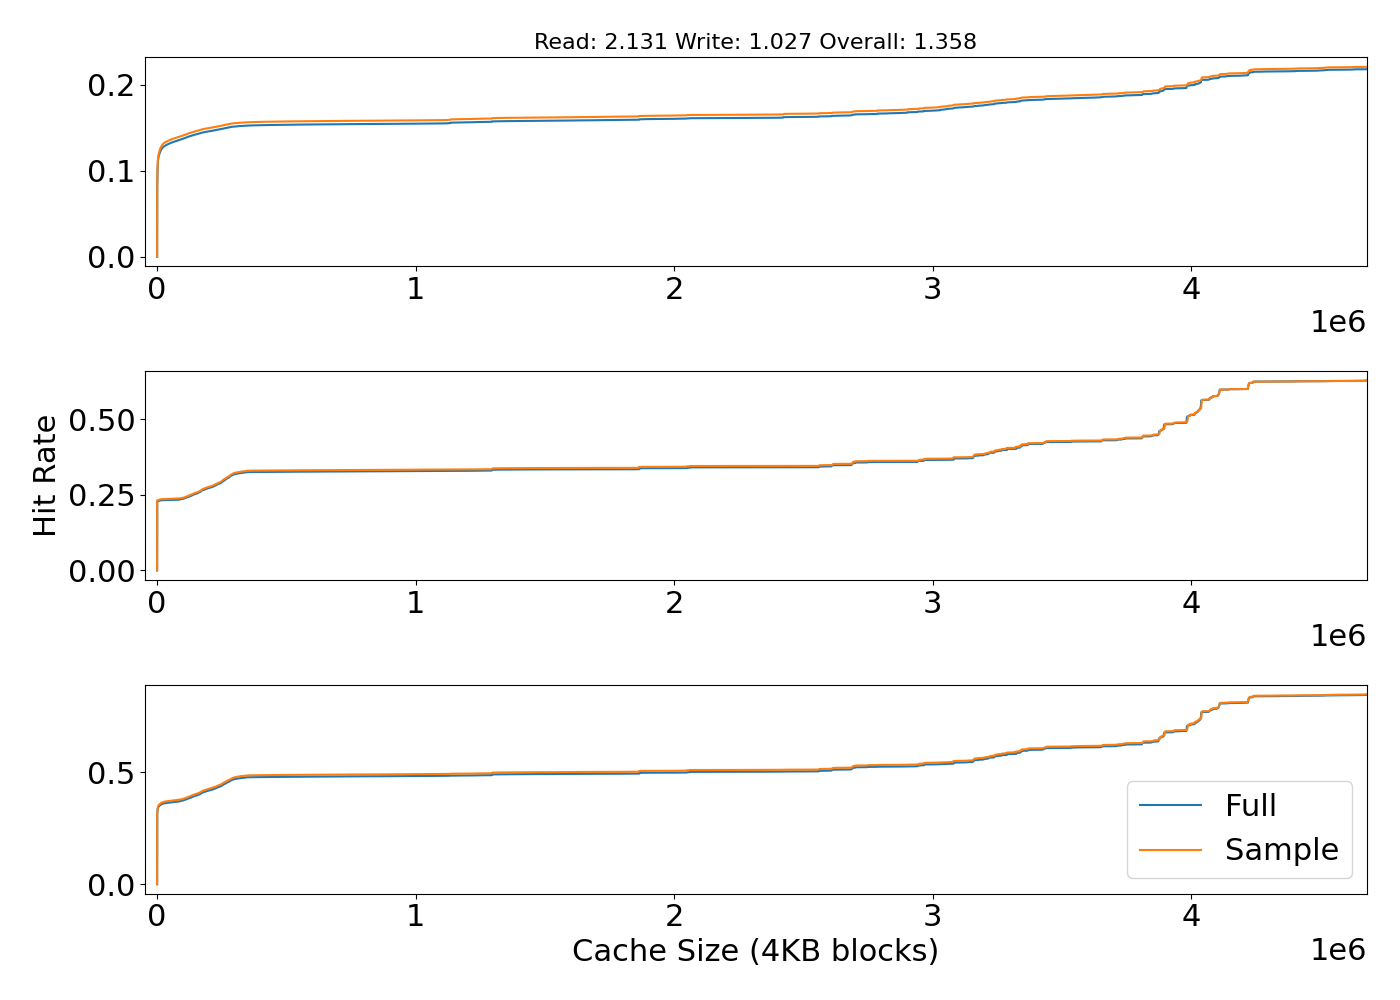 Read: 2.131 Write: 1.027 Overall: 1.358
0.2
0.1
0.0
0 1 2 3 4
1e6
Hit Rate
0.50
0.25
0.00
0 1 2 3 4
1e6
0.5
0.0
Full
Sample
0 1 2 3 4
Cache Size (4KB blocks)
1e6